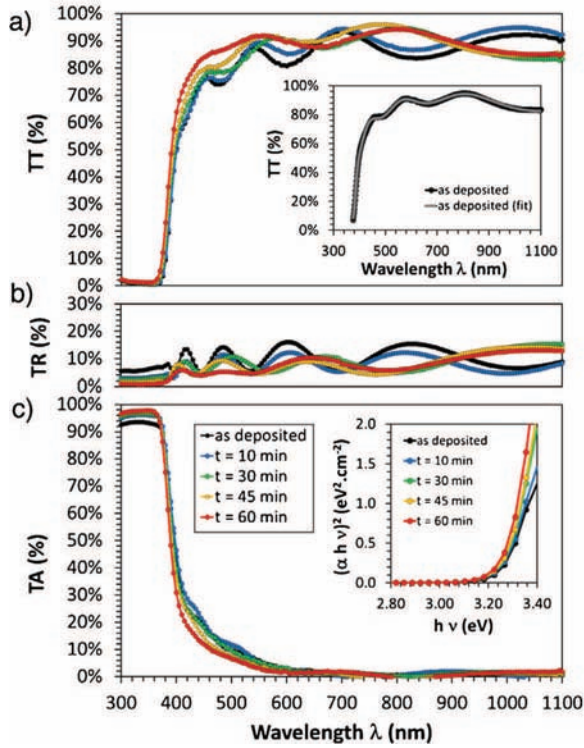 a)
100%
90%
80%
70%
60%
50%
40%
30%
20%
10%
0%
TT (%)
100%
80%
60%
40%
20%
0%
TT (%)
as deposited
as deposited (fit)
300 500 700 900 1100
Wavelength λ (nm)
b)
30%
20%
10%
0%
TR (%)
c)
100%
90%
80%
70%
60%
50%
40%
30%
20%
10%
0%
TA (%)
as deposited
t = 10 min
t = 30 min
t = 45 min
t = 60 min
2.0
1.5
1.0
0.5
0.0
(α h ν)² (eV².cm⁻²)
as deposited
t = 10 min
t = 30 min
t = 45 min
t = 60 min
2.80 3.00 3.20 3.40
h ν (eV)
300 400 500 600 700 800 900 1000 1100
Wavelength λ (nm)